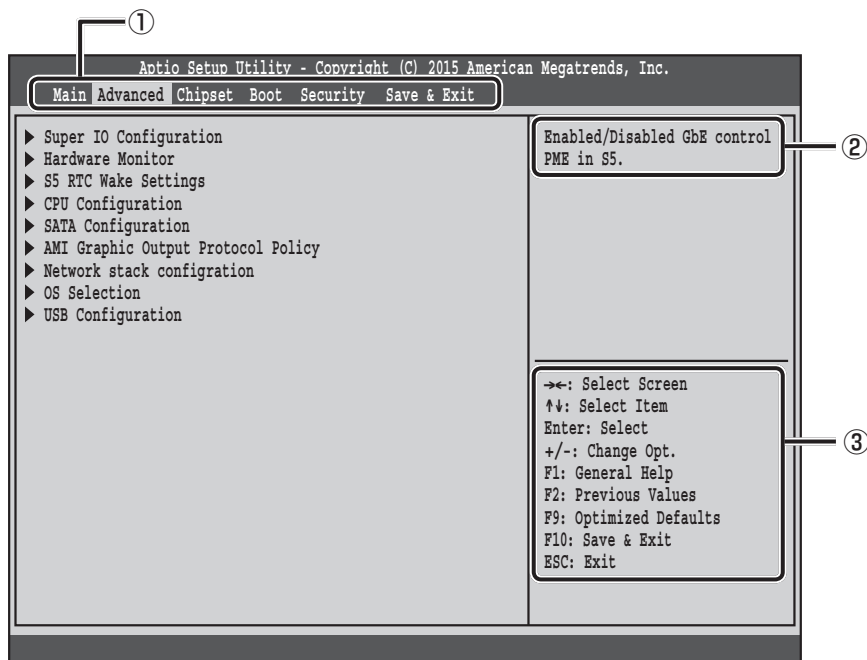 ①
Aptio Setup Utility - Copyright (C) 2015 American Megatrends, Inc.
Main Advanced Chipset Boot Security Save & Exit
▶ Super IO Configuration
▶ Hardware Monitor
▶ S5 RTC Wake Settings
▶ CPU Configuration
▶ SATA Configuration
▶ AMI Graphic Output Protocol Policy
▶ Network stack configration
▶ OS Selection
▶ USB Configuration
Enabled/Disabled GbE control
PME in S5.
②
→←: Select Screen
↑↓: Select Item
Enter: Select
+/-: Change Opt.
F1: General Help
F2: Previous Values
F9: Optimized Defaults
F10: Save & Exit
ESC: Exit
③